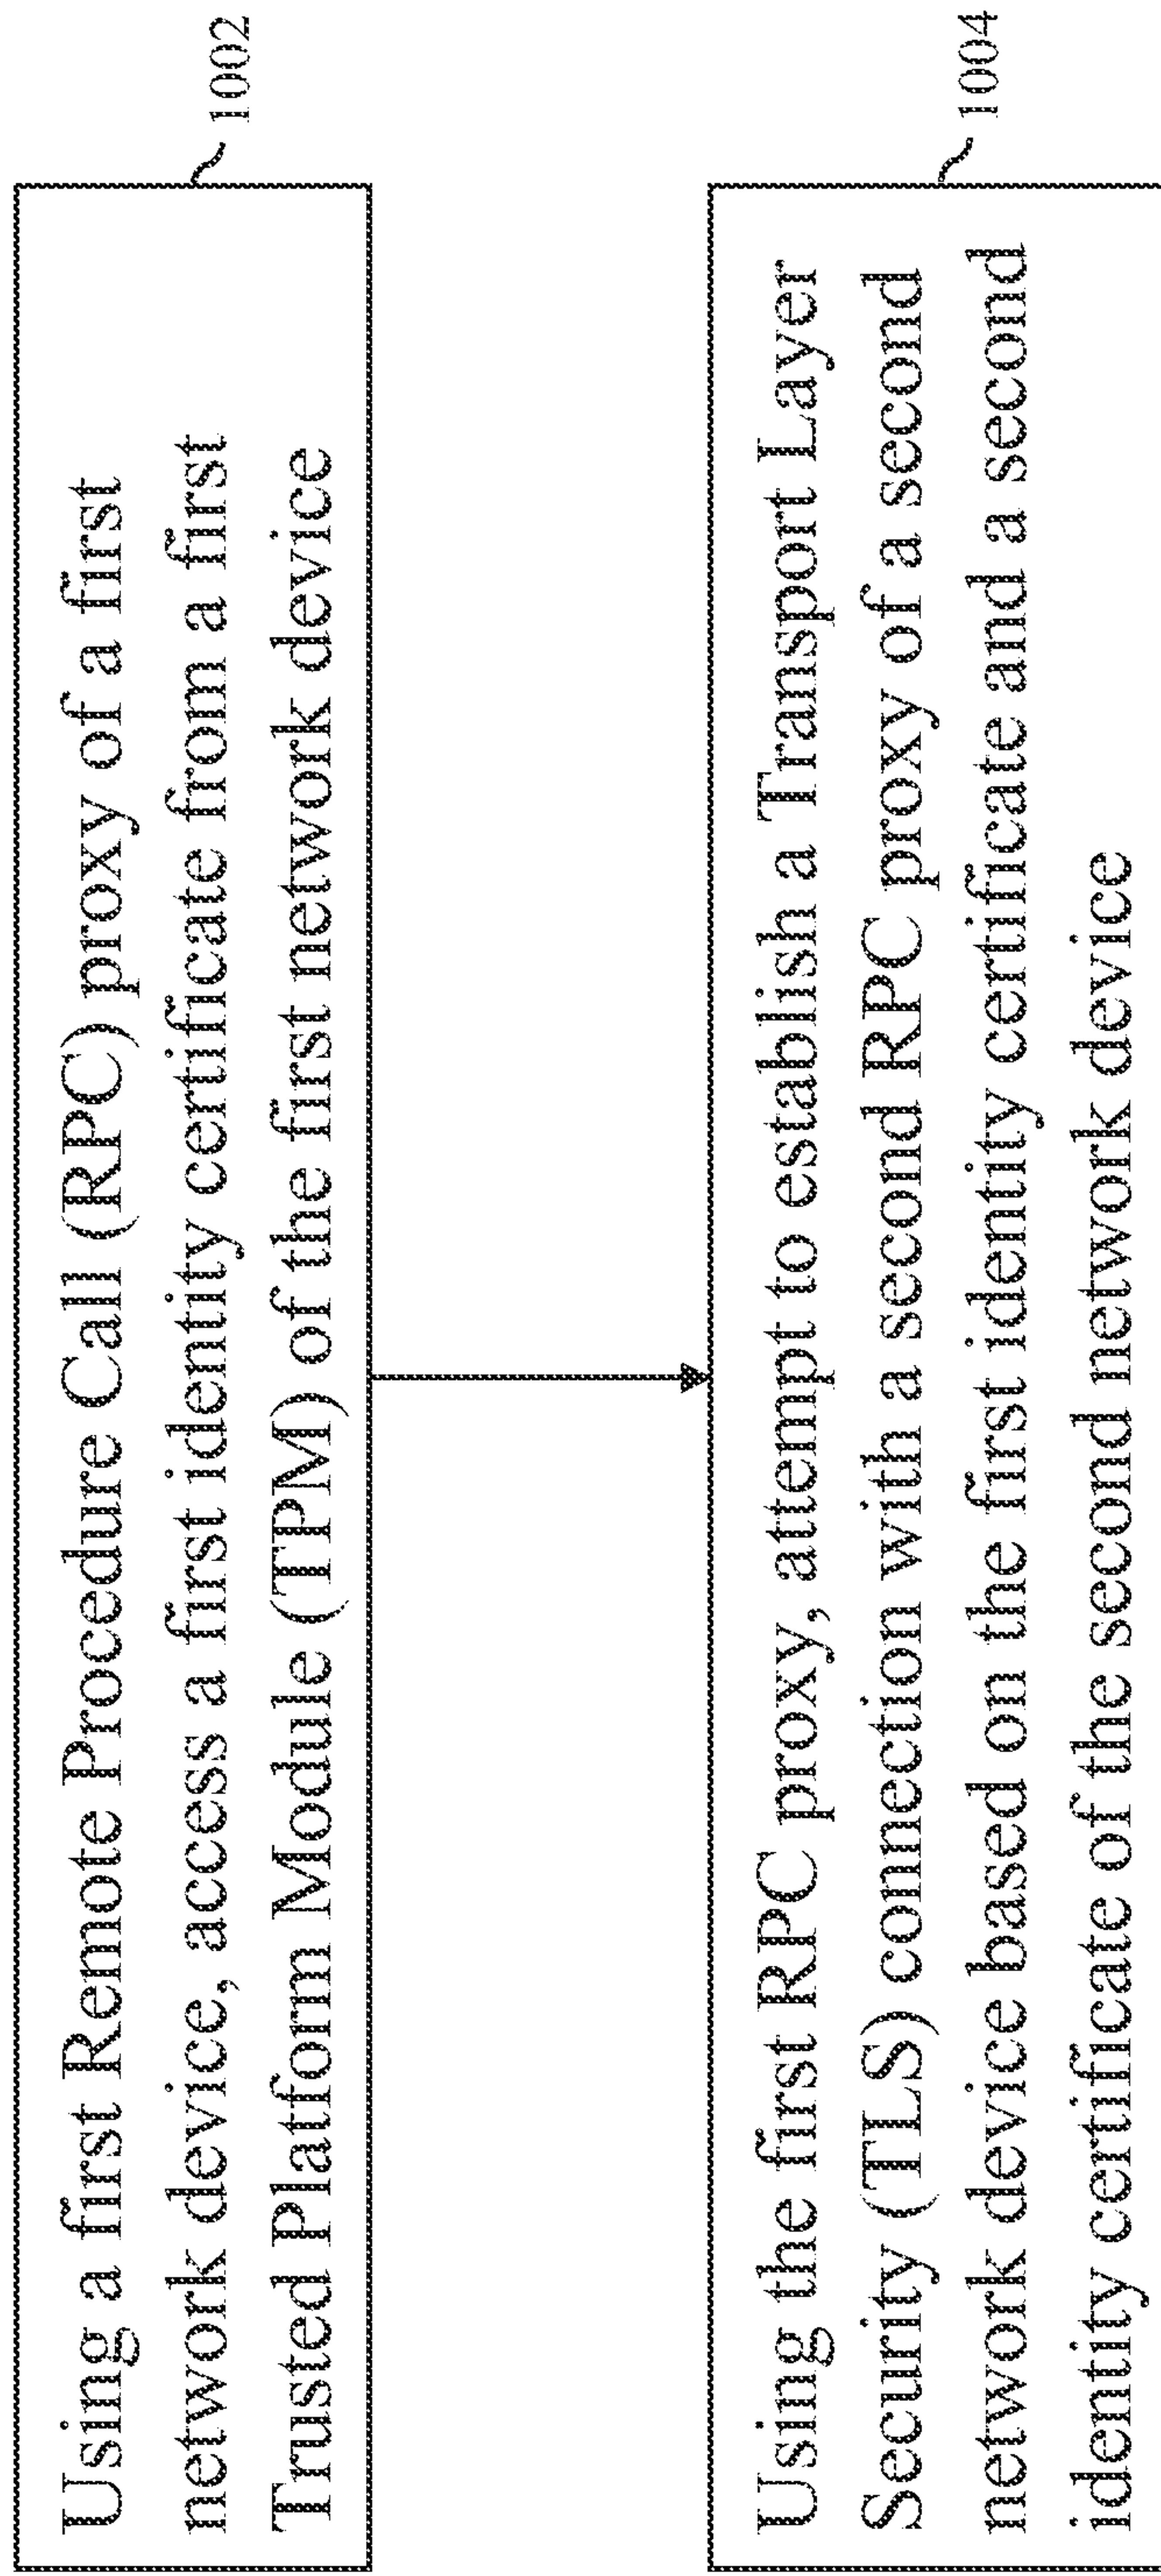 Using a first Remote Procedure Call (RPC) proxy of a first
network device, access a first identity certificate from a first
Trusted Platform Module (TPM) of the first network device
1002
Using the first RPC proxy, attempt to establish a Transport Layer
Security (TLS) connection with a second RPC proxy of a second
network device based on the first identity certificate and a second
identity certificate of the second network device
1004